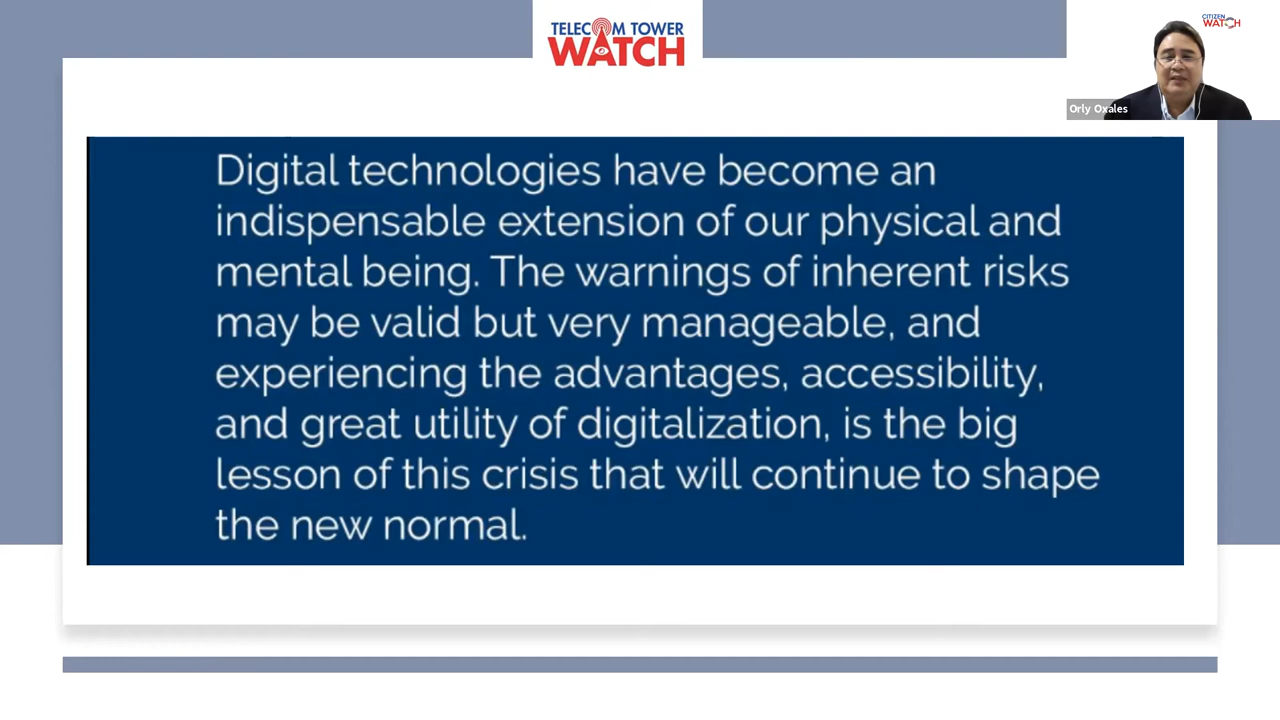 TELECOM TOWER
WATCH
CITIZEN
WATCH
Orly Oxales
Digital technologies have become an
indispensable extension of our physical and
mental being. The warnings of inherent risks
may be valid but very manageable, and
experiencing the advantages, accessibility,
and great utility of digitalization, is the big
lesson of this crisis that will continue to shape
the new normal.